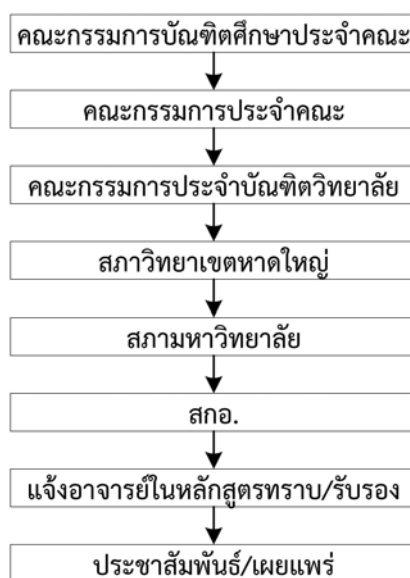 คณะกรรมการบัณฑิตศึกษาประจำคณะ
คณะกรรมการประจำคณะ
คณะกรรมการประจำบัณฑิตวิทยาลัย
สภาวิทยาเขตหาดใหญ่
สภามหาวิทยาลัย
สกอ.
แจ้งอาจารย์ในหลักสูตรทราบ/รับรอง
ประชาสัมพันธ์/เผยแพร่